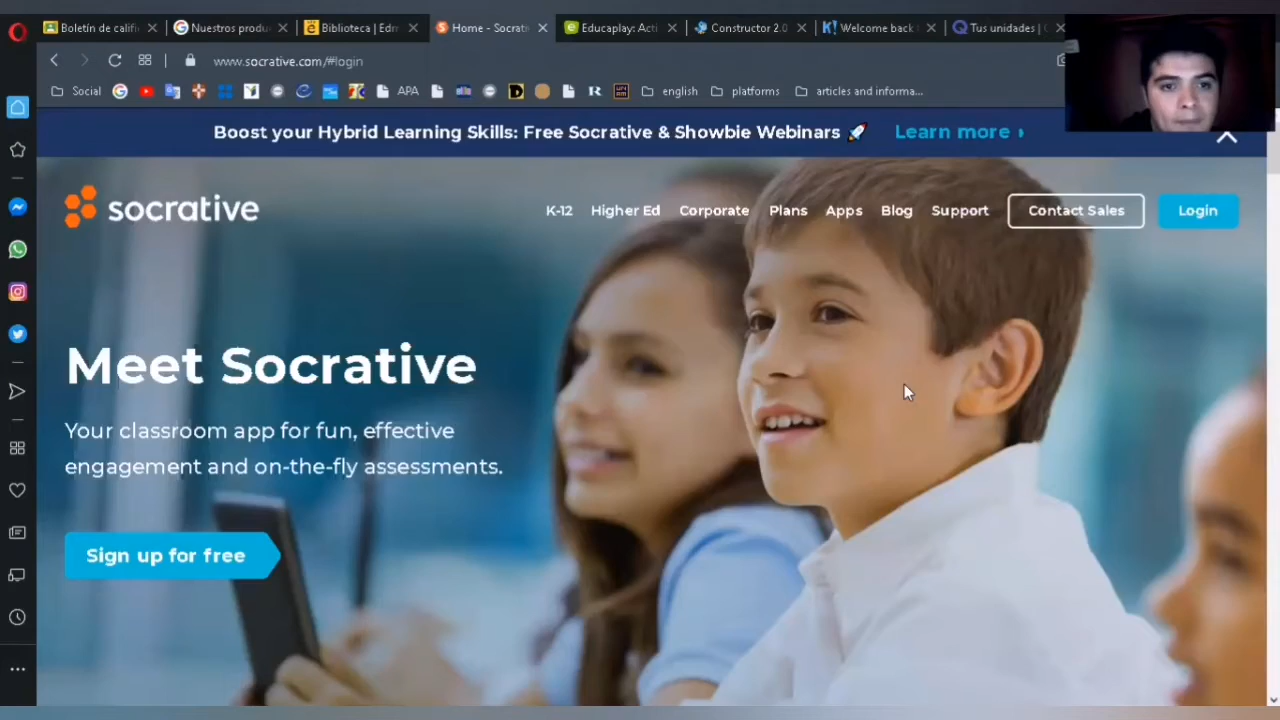 Boletín de califi
Nuestros produ
Biblioteca | Edm
Home - Socrat
Educaplay: Acti
Constructor 2.0
K! Welcome back
Tus unidades |
www.socrative.com/#login
Social
APA
R
english
platforms
articles and informa...
Boost your Hybrid Learning Skills: Free Socrative & Showbie Webinars 🚀 Learn more ›
socrative
K-12
Higher Ed
Corporate
Plans
Apps
Blog
Support
Contact Sales
Login
Meet Socrative
Your classroom app for fun, effective
engagement and on-the-fly assessments.
Sign up for free